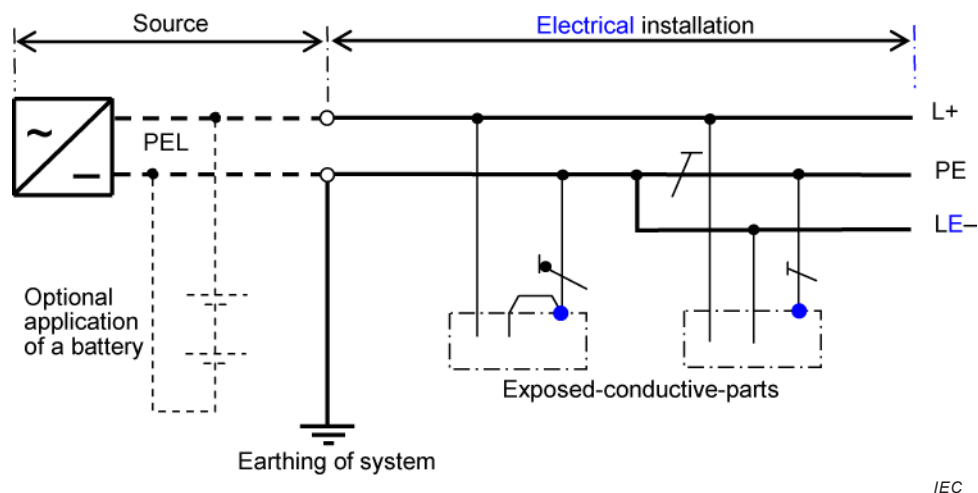 Source
Electrical installation
L+
PEL
PE
LE–
Optional
application
of a battery
Exposed-conductive-parts
Earthing of system
IEC